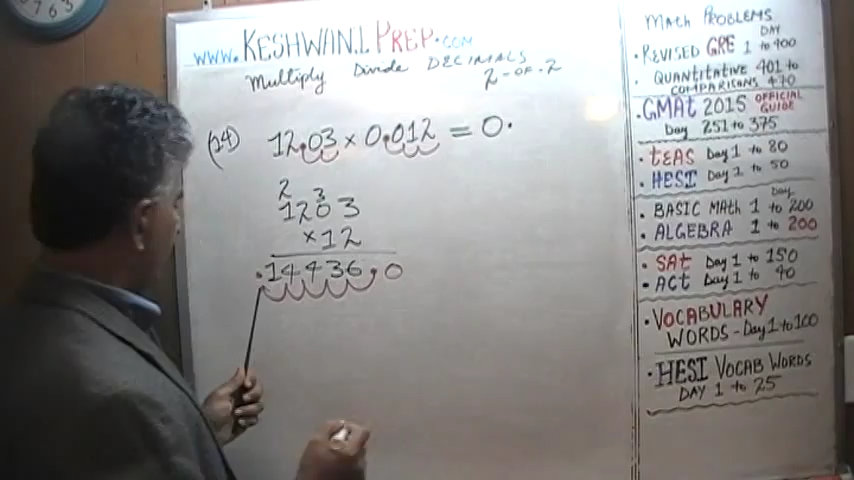 www.KESHWANIPREP.COM
Multiply Divide DECIMALS
2-OF-2
(24) 12.03 × 0.012 = 0.
2 3
1203
×12
.14436.0
MATH PROBLEMS
DAY
• REVISED GRE 1 to 400
• QUANTITATIVE 401 to
COMPARISONS 470
• GMAt 2015 OFFICIAL GUIDE
Day 251 to 375
• tEAS Day 1 to 80
• HESI Day 1 to 50
Day
• BASIC MAth 1 to 200
• ALGEBRA 1 to 200
• SAt Day 1 to 150
• ACt Day 1 to 40
• VOCABULARY
WORDS - Day 1 to 100
• HESI VOCAB WORDS
DAY 1 to 25